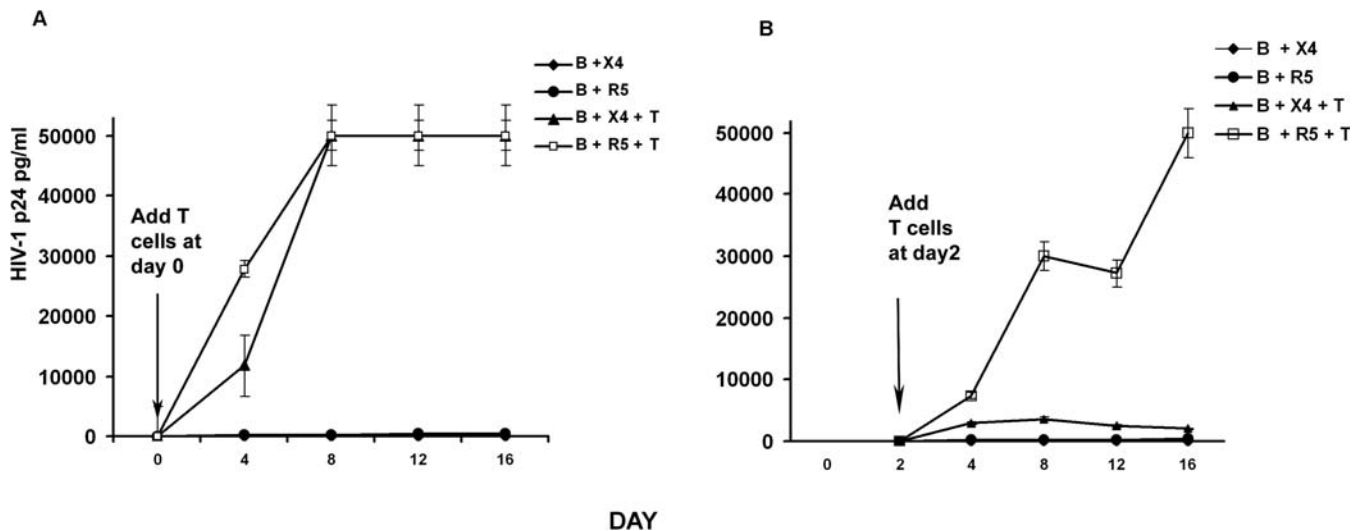 A
B +X4
B + R5
B + X4 + T
B + R5 + T
HIV-1 p24 pg/ml
50000
40000
30000
20000
10000
0
Add T
cells at
day 0
0 4 8 12 16
B
B + X4
B + R5
B + X4 + T
B + R5 + T
50000
40000
30000
20000
10000
0
Add
T cells
at day2
0 2 4 8 12 16
DAY